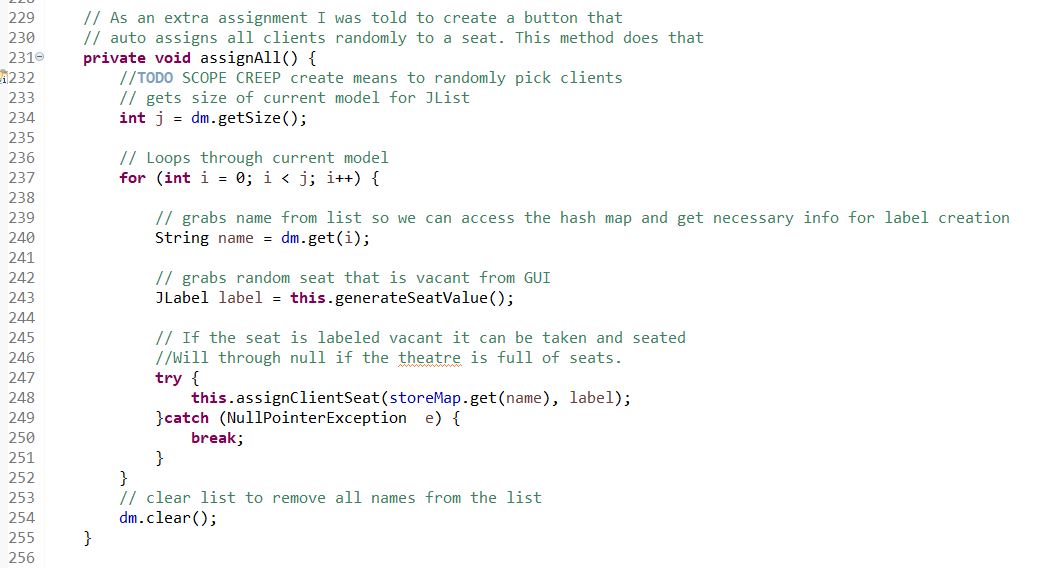 229 // As an extra assignment I was told to create a button that
230 // auto assigns all clients randomly to a seat. This method does that
231 private void assignAll() {
232 //TODO SCOPE CREEP create means to randomly pick clients
233 // gets size of current model for JList
234 int j = dm.getSize();
235
236 // Loops through current model
237 for (int i = 0; i < j; i++) {
238
239 // grabs name from list so we can access the hash map and get necessary info for label creation
240 String name = dm.get(i);
241
242 // grabs random seat that is vacant from GUI
243 JLabel label = this.generateSeatValue();
244
245 // If the seat is labeled vacant it can be taken and seated
246 //Will through null if the theatre is full of seats.
247 try {
248 this.assignClientSeat(storeMap.get(name), label);
249 }catch (NullPointerException e) {
250 break;
251 }
252 }
253 // clear list to remove all names from the list
254 dm.clear();
255 }
256